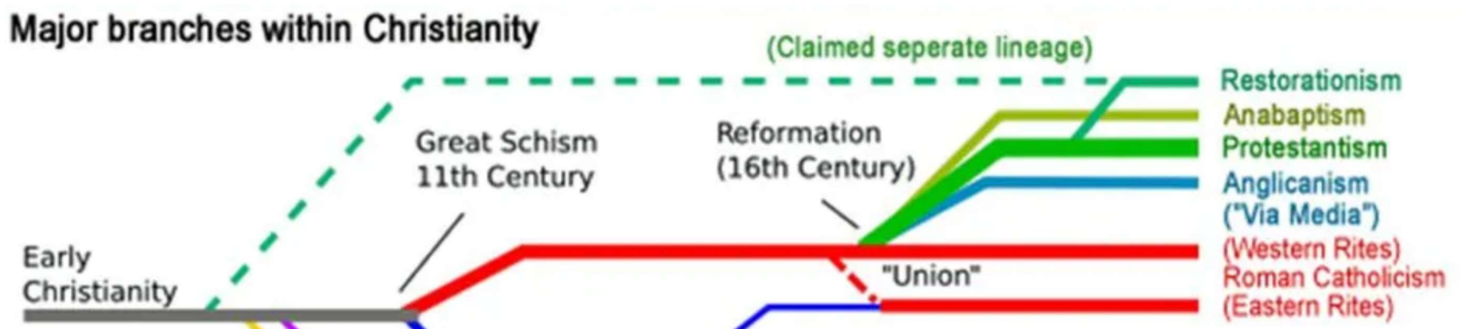 Major branches within Christianity
(Claimed seperate lineage)
Restorationism
Anabaptism
Great Schism
11th Century
Reformation
(16th Century)
Protestantism
Anglicanism
("Via Media")
Early
Christianity
"Union"
(Western Rites)
Roman Catholicism
(Eastern Rites)